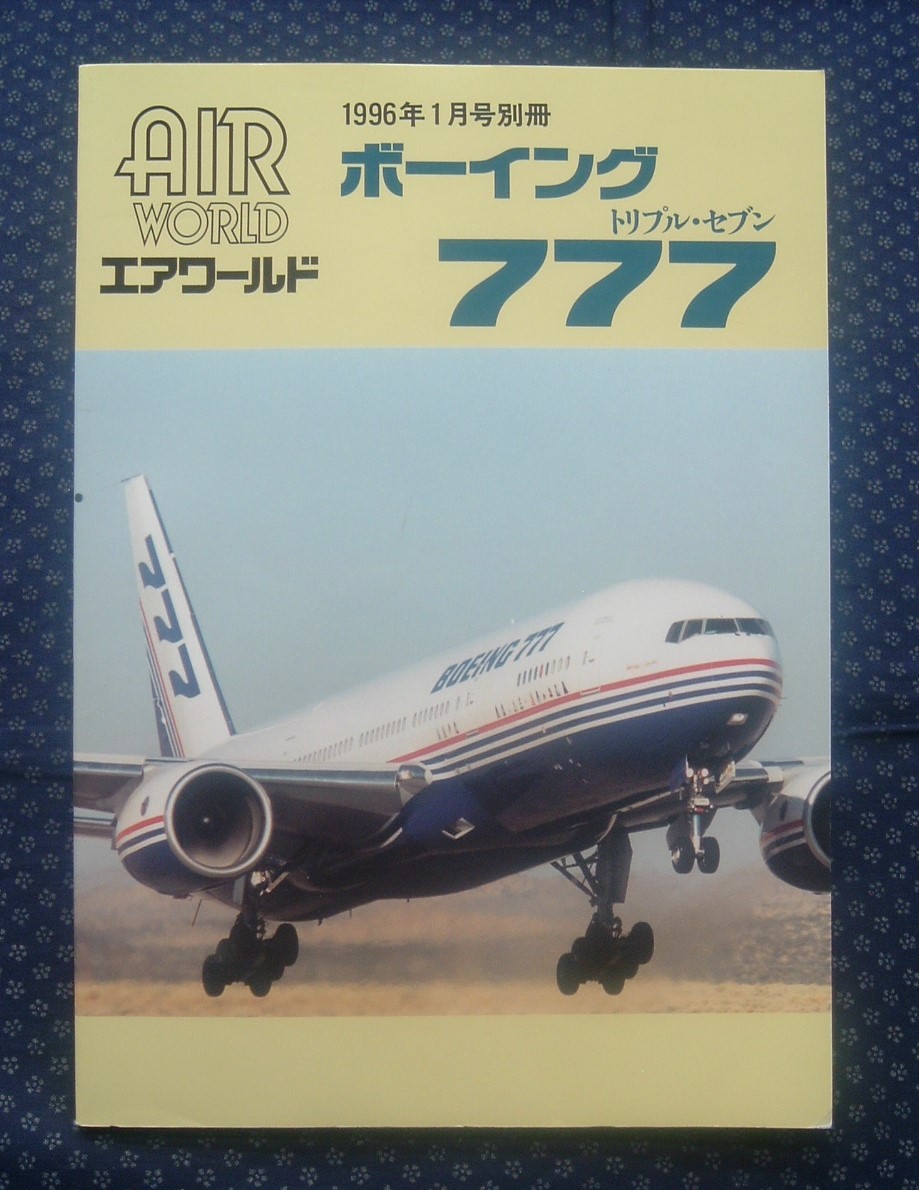 AIR
WORLD
エアワールド
1996年1月号別冊
ボーイング
トリプル・セブン
777
BOEING 777
777